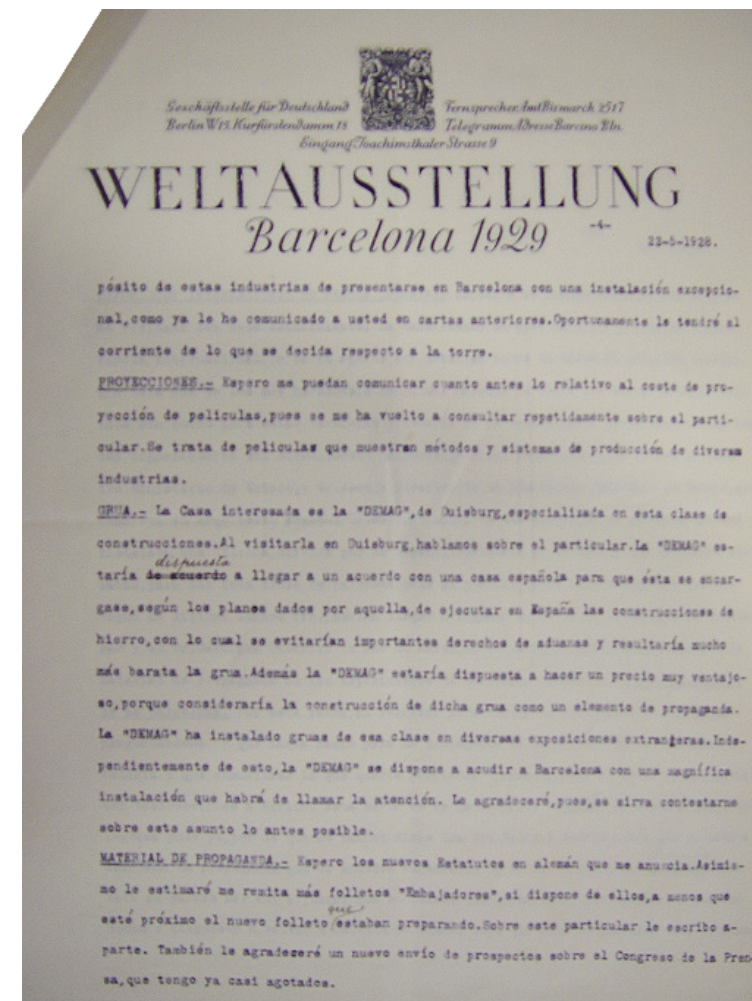 Geschäftsstelle für Deutschland
Berlin W 15. Kurfürstendamm 18
Fernsprecher: Amt Bismarck 2517
Telegramm-Adresse Barcino Bln.
Eingang Joachimsthaler Strasse 9
WELTAUSSTELLUNG
Barcelona 1929
-4-
23-5-1928.
pósito de estas industrias de presentarse en Barcelona con una instalación excepcio-
nal,como ya le he comunicado a usted en cartas anteriores.Oportunamente le tendré al
corriente de lo que se decida respecto a la torre.
PROYECCIONES.- Espero me puedan comunicar cuanto antes lo relativo al coste de pro-
yección de peliculas,pues se me ha vuelto a consultar repetidamente sobre el parti-
cular.Se trata de peliculas que muestran métodos y sistemas de producción de diversas
industrias.
GRUA.- La Casa interesada es la "DEMAG",de Duisburg,especializada en esta clase de
construcciones.Al visitarla en Duisburg,hablamos sobre el particular.La "DEMAG" es-
dispuesta
taría de acuerdo a llegar a un acuerdo con una casa española para que ésta se encar-
gase,según los planes dados por aquella,de ejecutar en España las construcciones de
hierro,con lo cual se evitarían importantes derechos de aduanas y resultaría mucho
más barata la grua.Además la "DEMAG" estaría dispuesta a hacer un precio muy ventajo-
so,porque consideraría la construcción de dicha grua como un elemento de propaganda.
La "DEMAG" ha instalado gruas de esa clase en diversas exposiciones extranjeras.Inde-
pendientemente de esto,la "DEMAG" se dispone a acudir a Barcelona con una magnífica
instalación que habrá de llamar la atención. Le agradeceré,pues,se sirva contestarme
sobre este asunto lo antes posible.
MATERIAL DE PROPAGANDA.- Espero los nuevos Estatutos en alemán que me anuncia.Asimis-
mo le estimaré me remita más folletos "Embajadores",si dispone de ellos,a menos que
que
esté próximo el nuevo folleto estaban preparando.Sobre este particular le escribo a-
parte. También le agradeceré un nuevo envío de prospectos sobre el Congreso de la Pren-
sa,que tengo ya casi agotados.